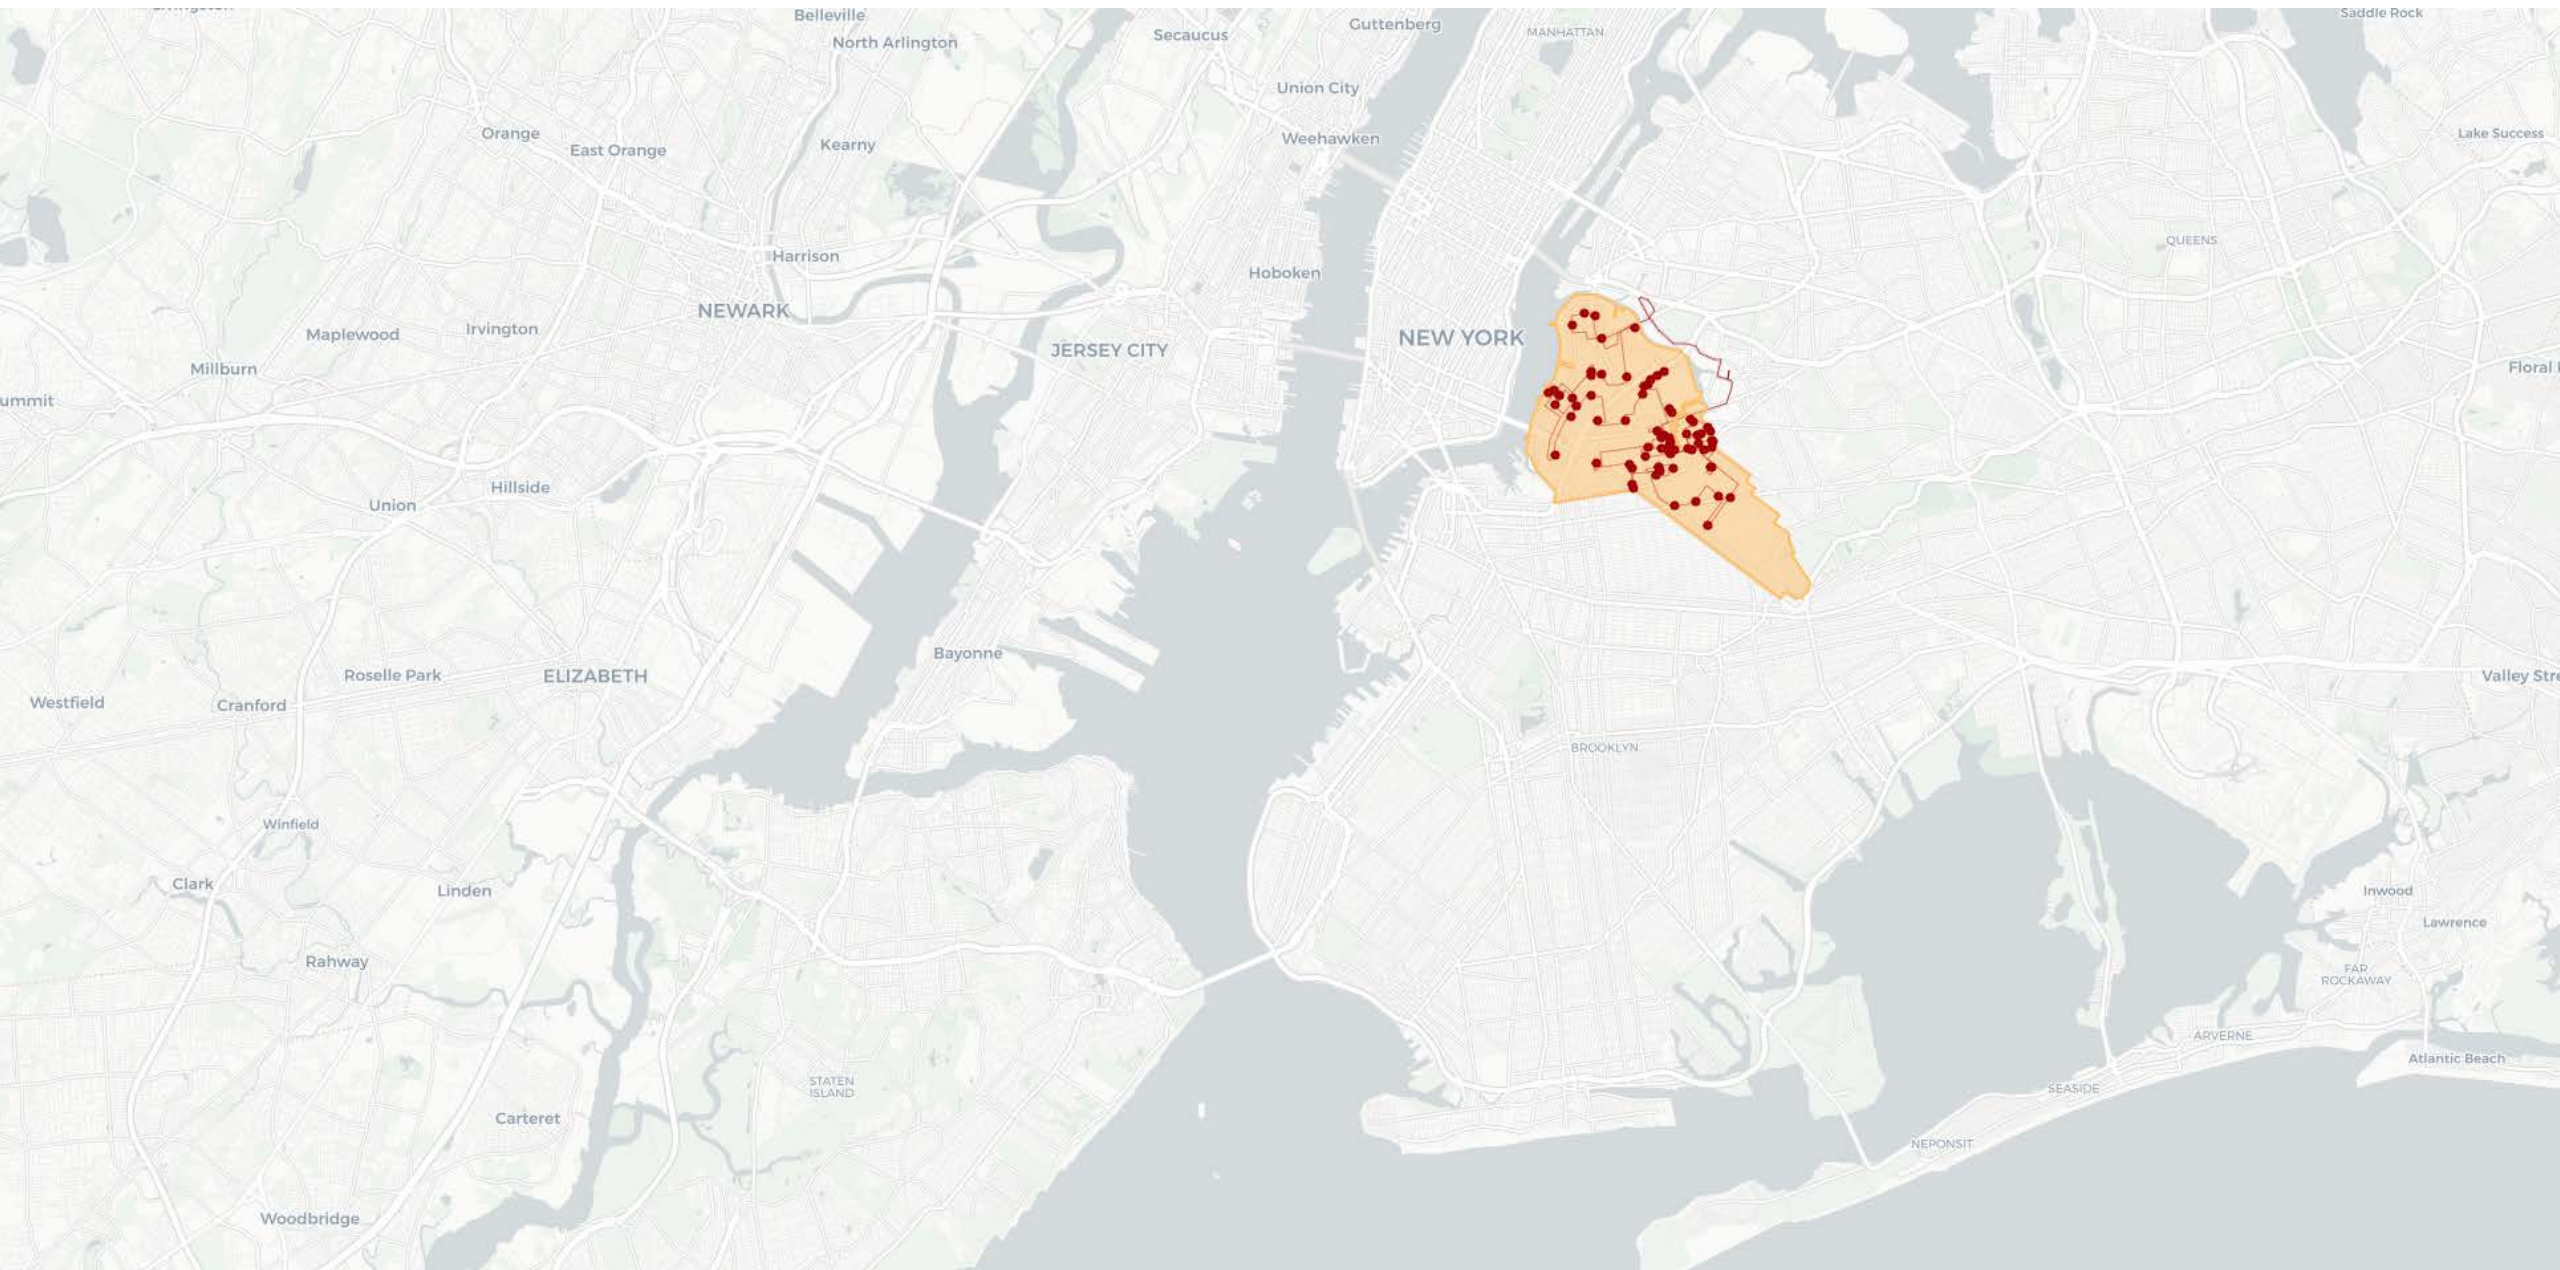 Belleville
Guttenberg
Saddle Rock
Secaucus
MANHATTAN
North Arlington
Union City
Orange
East Orange
Kearny
Weehawken
Lake Success
QUEENS
Harrison
Hoboken
NEWARK
Maplewood
Irvington
NEW YORK
JERSEY CITY
Millburn
Floral
ummit
Hillside
Union
Bayonne
Roselle Park
ELIZABETH
Valley Stre
Westfield
Cranford
BROOKLYN
Winfield
Clark
Linden
Inwood
Lawrence
Rahway
FAR
ROCKAWAY
ARVERNE
Atlantic Beach
STATEN
ISLAND
SEASIDE
Carteret
NEPONSIT
Woodbridge